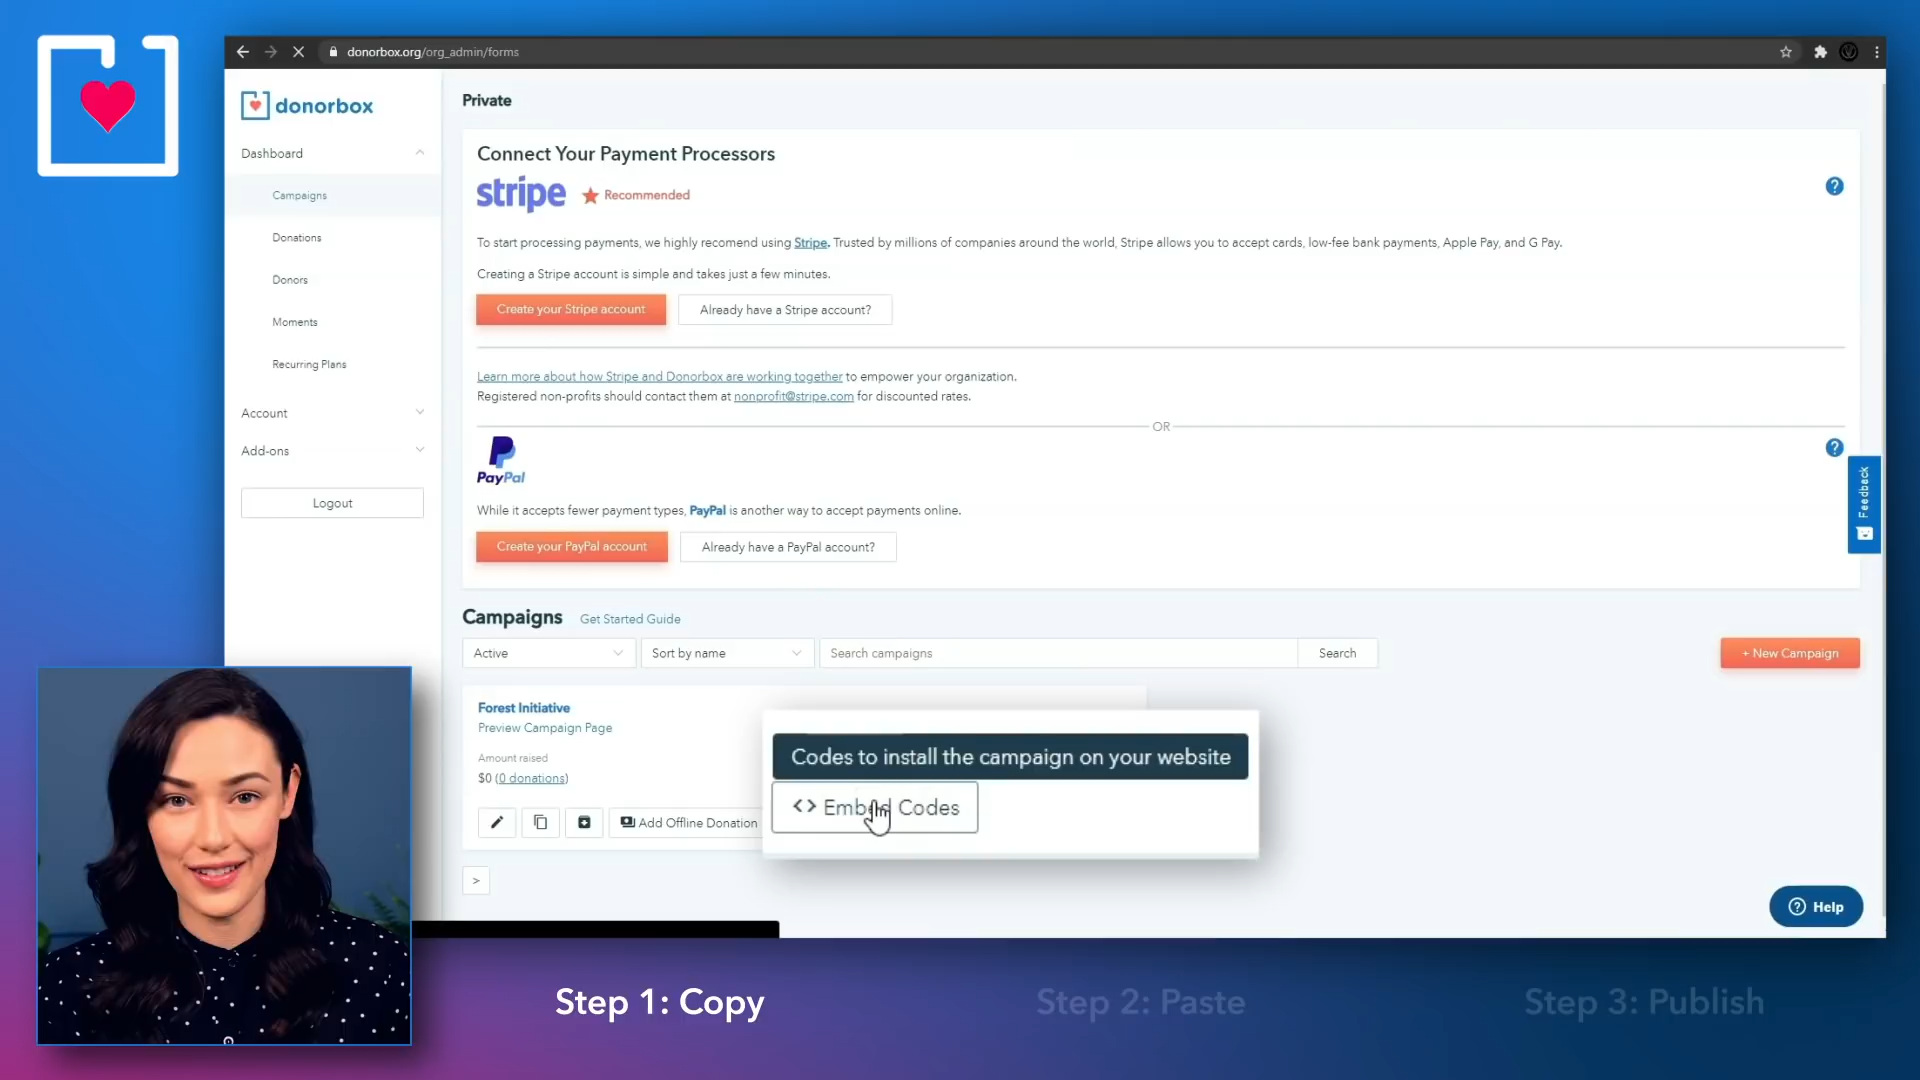 donorbox.org/org_admin/forms
donorbox
Dashboard
Campaigns
Donations
Donors
Moments
Recurring Plans
Account
Add-ons
Logout
Private
Connect Your Payment Processors
stripe
Recommended
To start processing payments, we highly recomend using Stripe. Trusted by millions of companies around the world, Stripe allows you to accept cards, low-fee bank payments, Apple Pay, and G Pay.
Creating a Stripe account is simple and takes just a few minutes.
Create your Stripe account
Already have a Stripe account?
Learn more about how Stripe and Donorbox are working together to empower your organization.
Registered non-profits should contact them at nonprofit@stripe.com for discounted rates.
OR
PayPal
While it accepts fewer payment types, PayPal is another way to accept payments online.
Create your PayPal account
Already have a PayPal account?
Feedback
Campaigns
Get Started Guide
Active
Sort by name
Search campaigns
Search
+ New Campaign
Forest Initiative
Preview Campaign Page
Amount raised
$0 (0 donations)
Add Offline Donation
Codes to install the campaign on your website
<> Embed Codes
>
? Help
Step 1: Copy
Step 2: Paste
Step 3: Publish